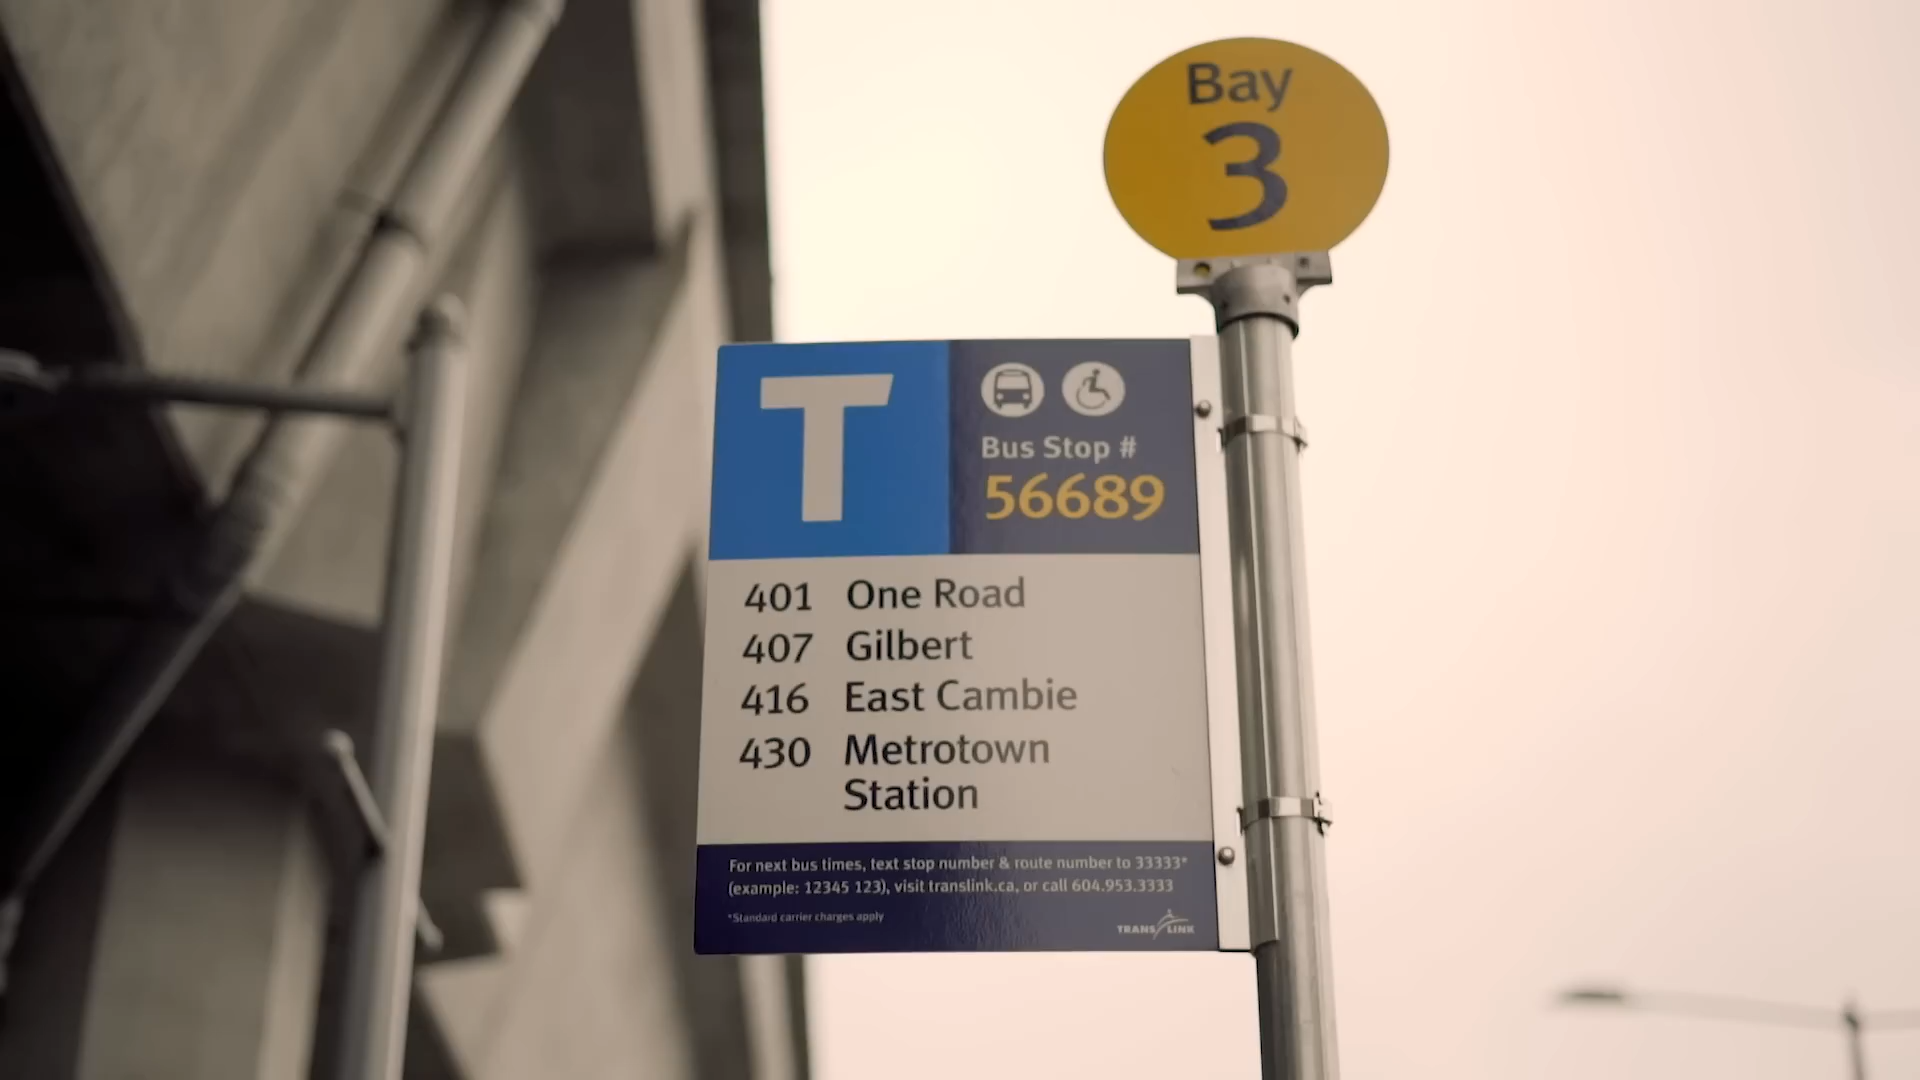 Bay
3
T
Bus Stop #
56689
401 One Road
407 Gilbert
416 East Cambie
430 Metrotown
Station
For next bus times, text stop number & route number to 33333*
(example: 12345 123), visit translink.ca, or call 604.953.3333
*Standard carrier charges apply
TRANS LINK